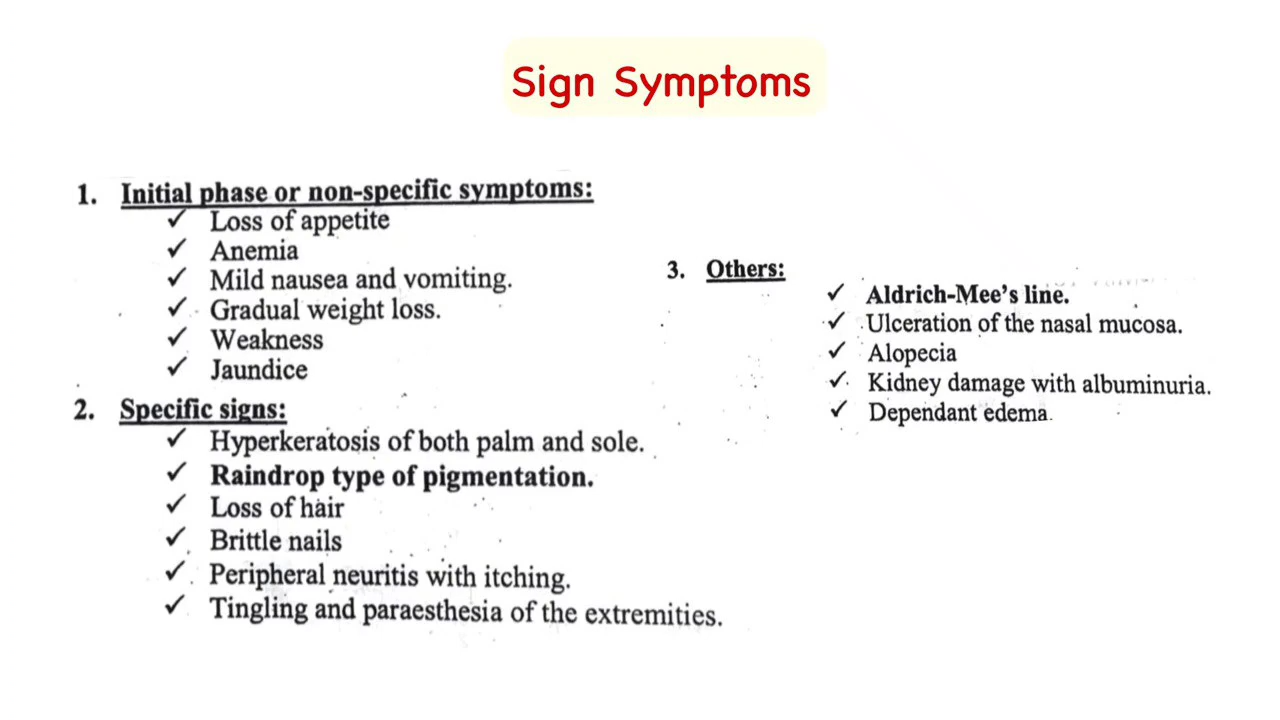 Sign Symptoms
1. Initial phase or non-specific symptoms:
✓ Loss of appetite
✓ Anemia
✓ Mild nausea and vomiting.
✓ Gradual weight loss.
✓ Weakness
✓ Jaundice
2. Specific signs:
✓ Hyperkeratosis of both palm and sole.
✓ Raindrop type of pigmentation.
✓ Loss of hair
✓ Brittle nails
✓ Peripheral neuritis with itching.
✓ Tingling and paraesthesia of the extremities.
3. Others:
✓ Aldrich-Mee's line.
✓ Ulceration of the nasal mucosa.
✓ Alopecia
✓ Kidney damage with albuminuria.
✓ Dependant edema